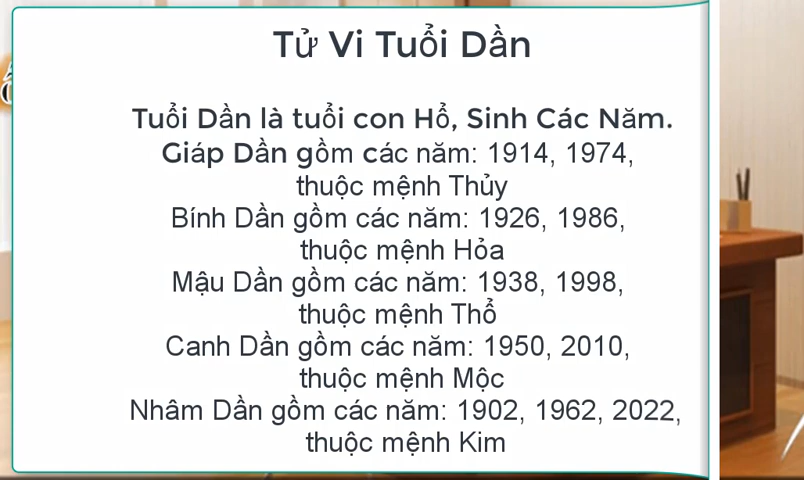 Tử Vi Tuổi Dần
Tuổi Dần là tuổi con Hổ, Sinh Các Năm.
Giáp Dần gồm các năm: 1914, 1974,
thuộc mệnh Thủy
Bính Dần gồm các năm: 1926, 1986,
thuộc mệnh Hỏa
Mậu Dần gồm các năm: 1938, 1998,
thuộc mệnh Thổ
Canh Dần gồm các năm: 1950, 2010,
thuộc mệnh Mộc
Nhâm Dần gồm các năm: 1902, 1962, 2022,
thuộc mệnh Kim